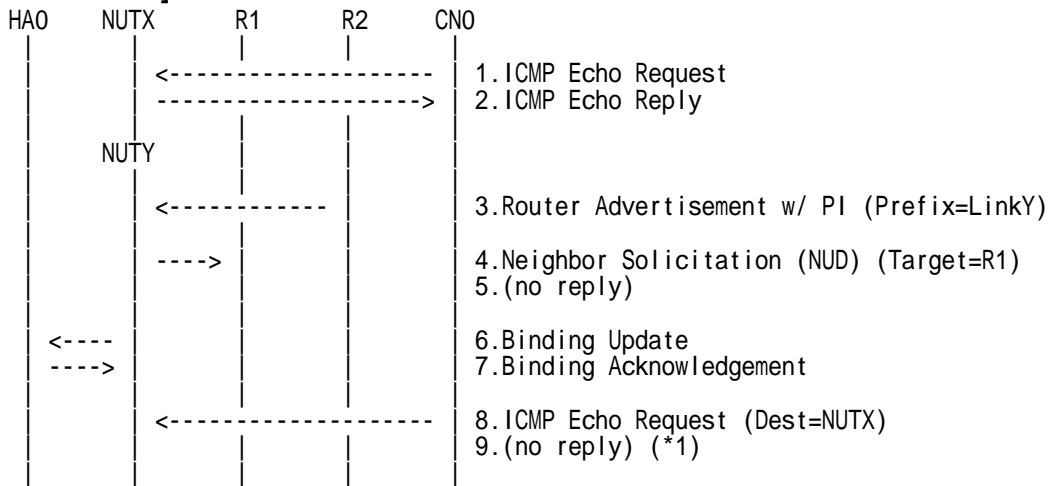 HA0 NUTX R1 R2 CN0
<-------------------- 1.ICMP Echo Request
--------------------> 2.ICMP Echo Reply
NUTY
<------------ 3.Router Advertisement w/ PI (Prefix=LinkY)
----> 4.Neighbor Solicitation (NUD) (Target=R1)
5.(no reply)
<---- 6.Binding Update
----> 7.Binding Acknowledgement
<-------------------- 8.ICMP Echo Request (Dest=NUTX)
9.(no reply) (*1)